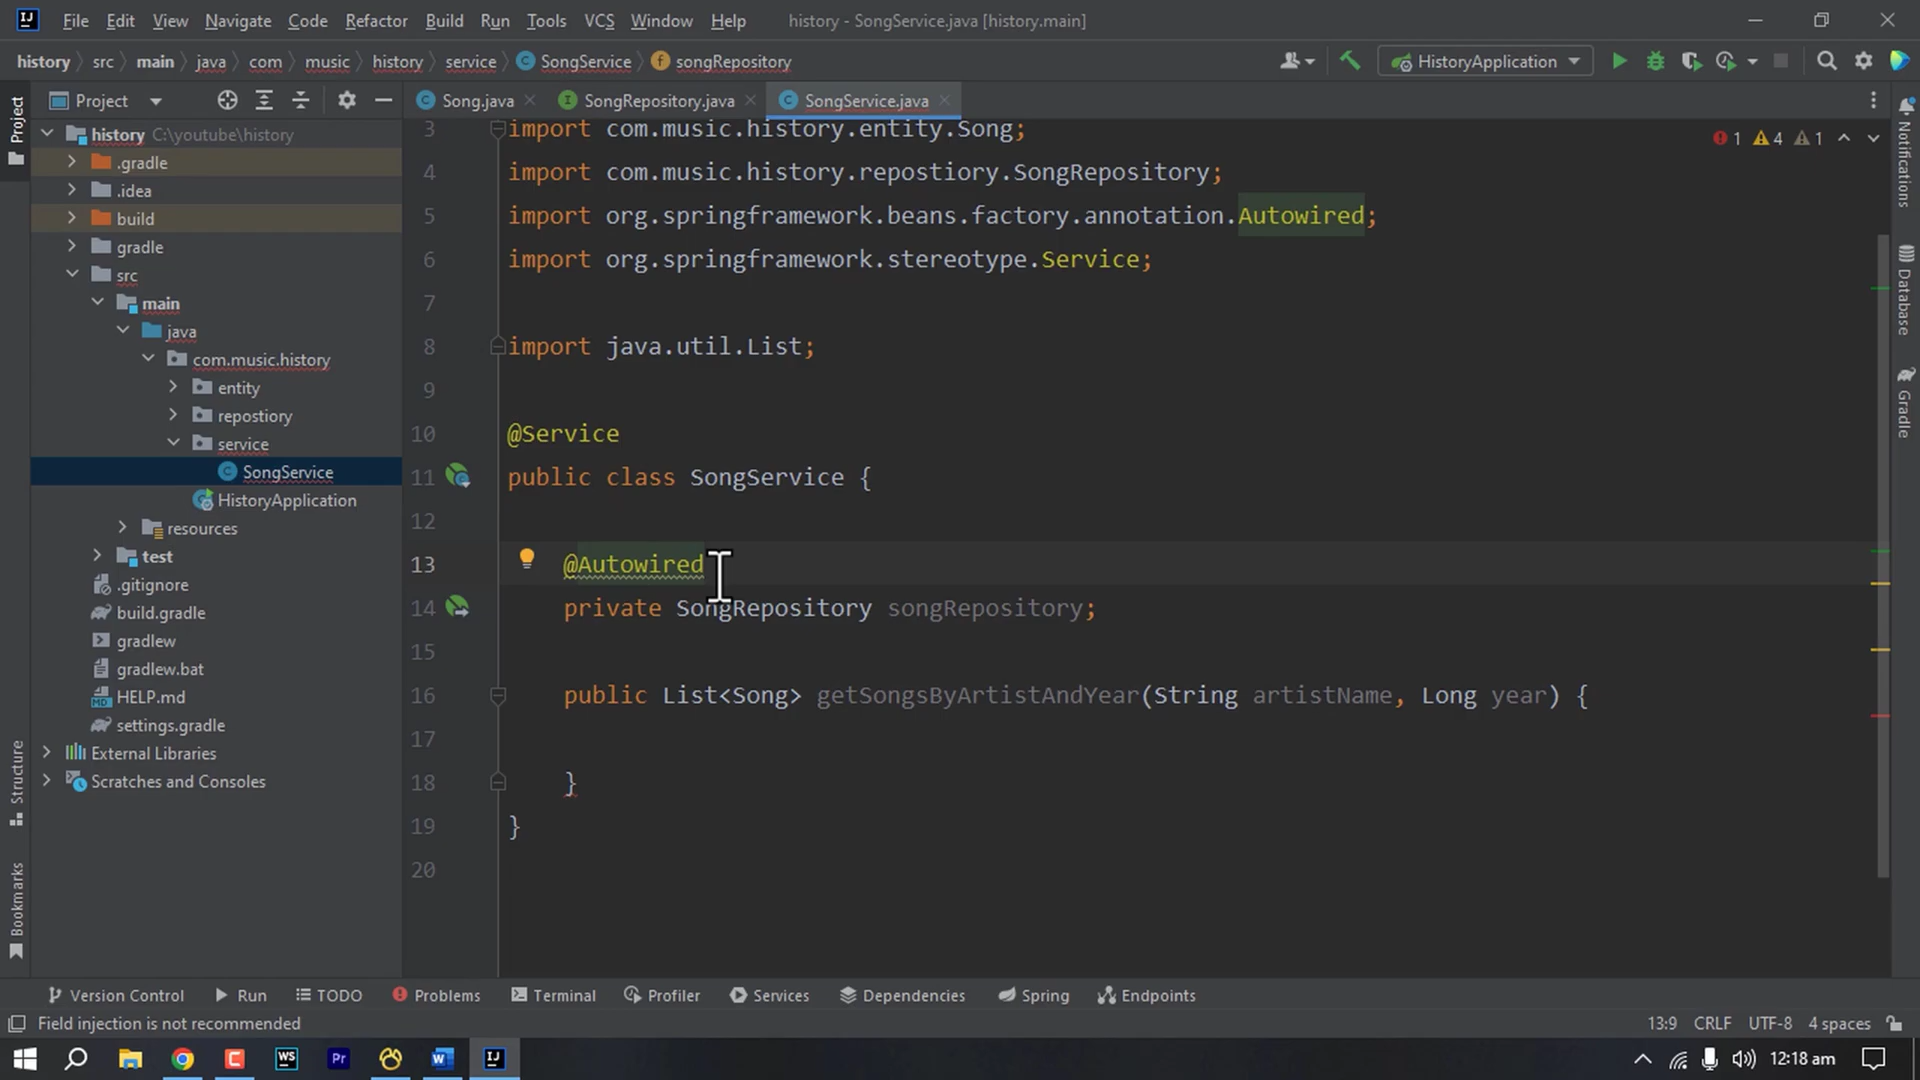 File Edit View Navigate Code Refactor Build Run Tools VCS Window Help history - SongService.java [history.main]
history src main java com music history service SongService songRepository HistoryApplication
Project Song.java SongRepository.java SongService.java
history C:\youtube\history
.gradle
.idea
build
gradle
src
main
java
com.music.history
entity
repostiory
service
SongService
HistoryApplication
resources
test
.gitignore
build.gradle
gradlew
gradlew.bat
HELP.md
settings.gradle
External Libraries
Scratches and Consoles
Project
Structure
Bookmarks
1 4 1
3 import com.music.history.entity.Song;
4 import com.music.history.repostiory.SongRepository;
5 import org.springframework.beans.factory.annotation.Autowired;
6 import org.springframework.stereotype.Service;
7
8 import java.util.List;
9
10 @Service
11 public class SongService {
12
13 @Autowired
14 private SongRepository songRepository;
15
16 public List<Song> getSongsByArtistAndYear(String artistName, Long year) {
17
18 }
19 }
20
Notifications
Database
Gradle
Version Control Run TODO Problems Terminal Profiler Services Dependencies Spring Endpoints
Field injection is not recommended 13:9 CRLF UTF-8 4 spaces
WS Pr IJ 12:18 am